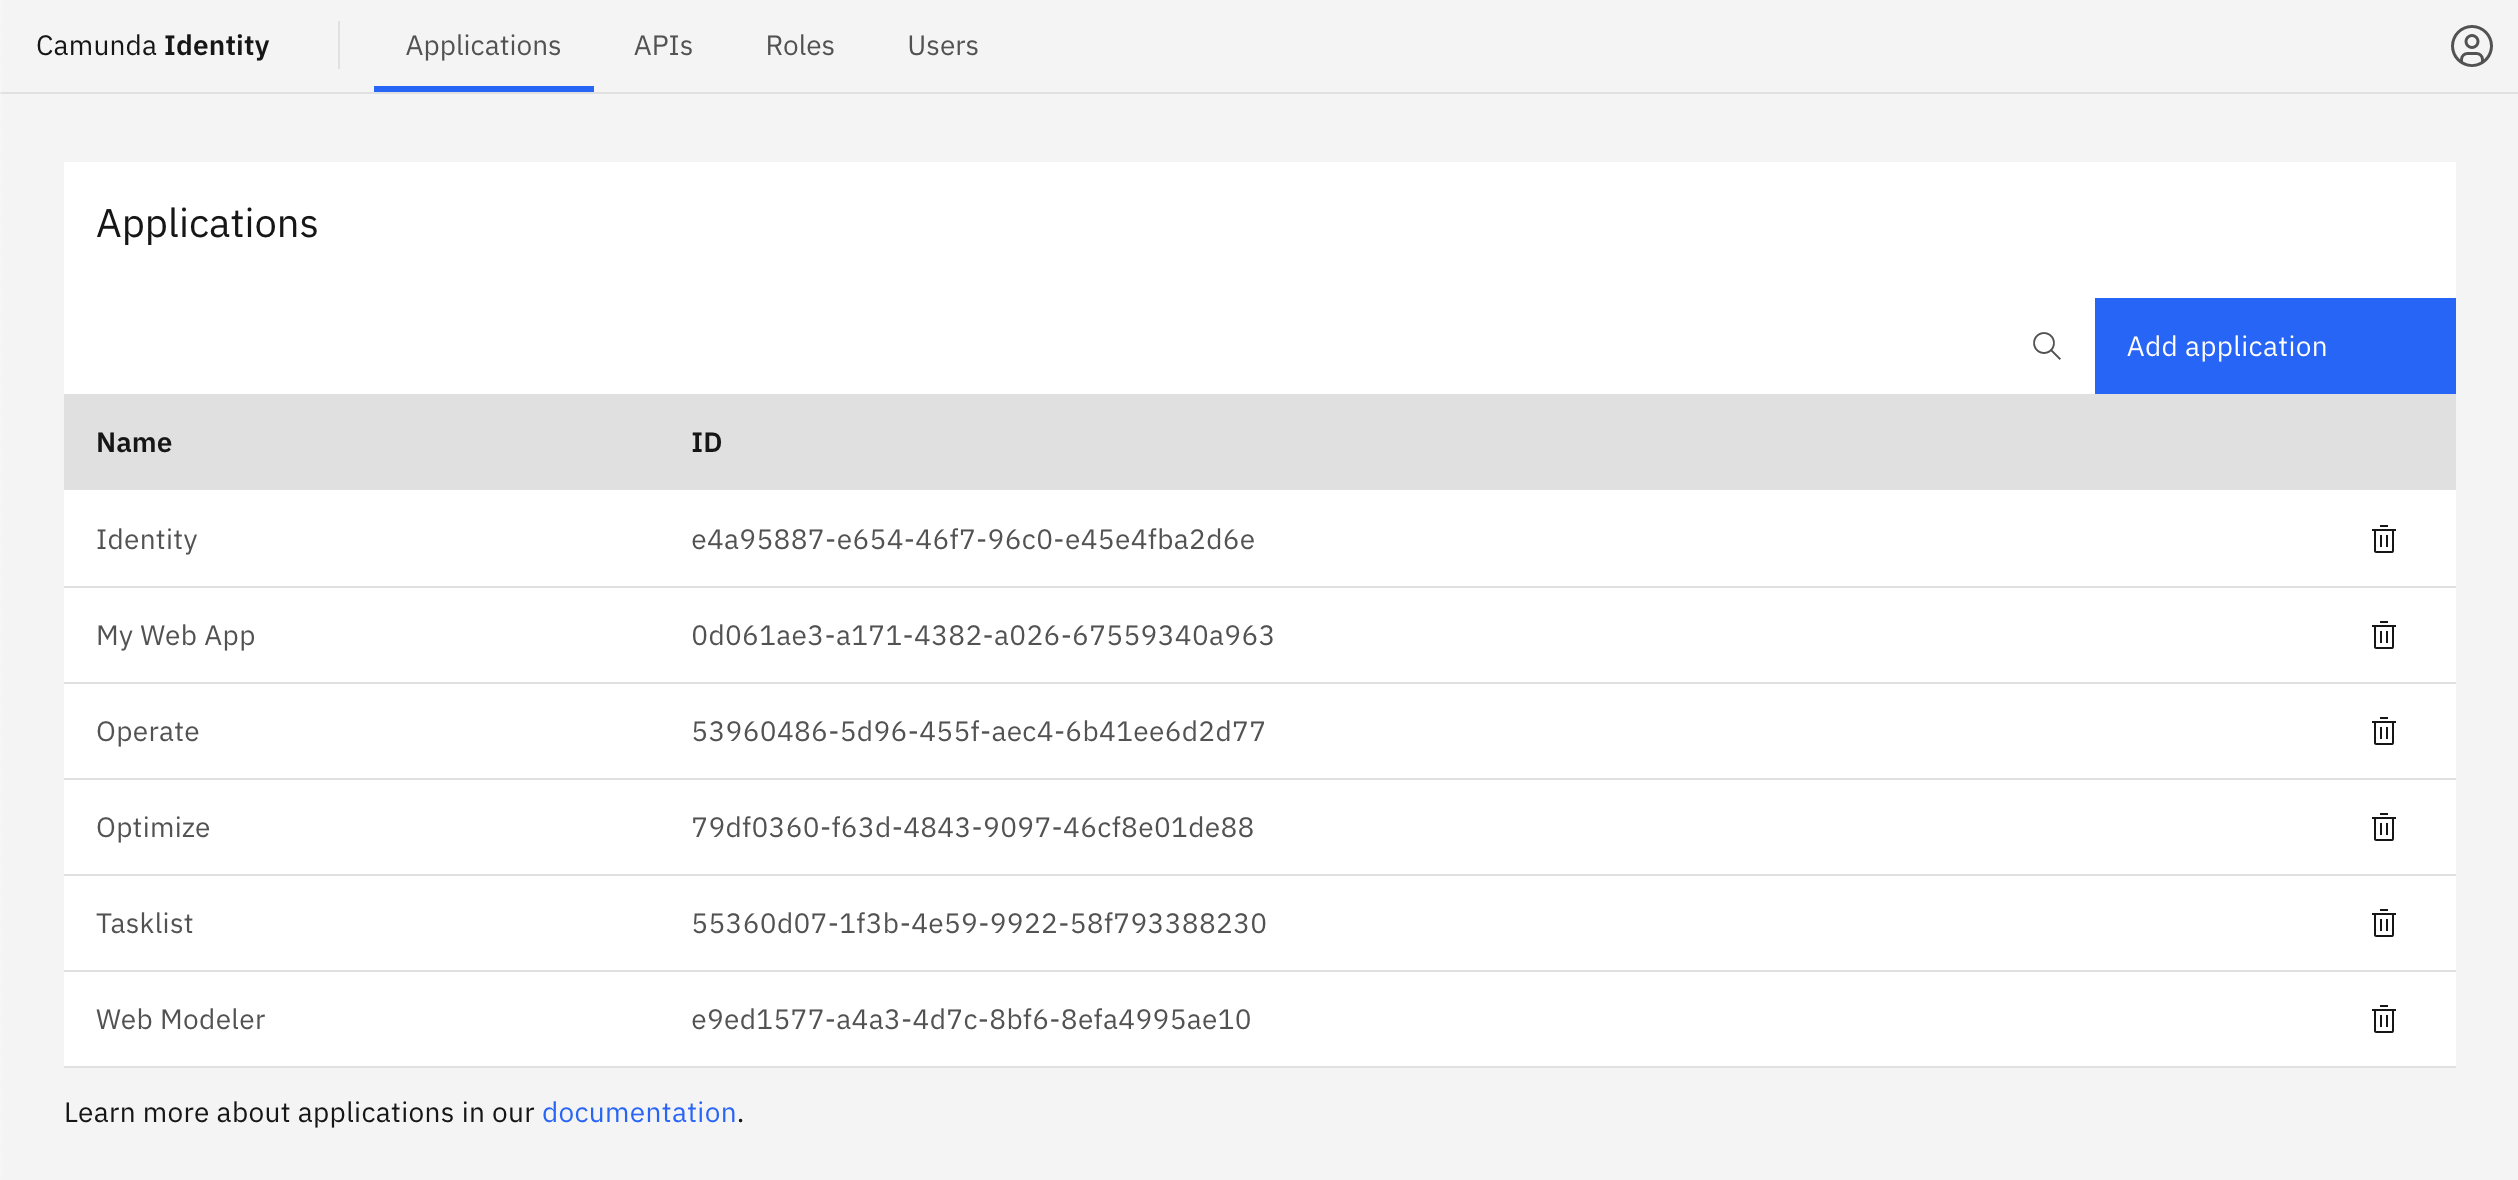 Camunda Identity Applications APIs Roles Users
Applications
Add application
Name ID
Identity e4a95887-e654-46f7-96c0-e45e4fba2d6e
My Web App 0d061ae3-a171-4382-a026-67559340a963
Operate 53960486-5d96-455f-aec4-6b41ee6d2d77
Optimize 79df0360-f63d-4843-9097-46cf8e01de88
Tasklist 55360d07-1f3b-4e59-9922-58f793388230
Web Modeler e9ed1577-a4a3-4d7c-8bf6-8efa4995ae10
Learn more about applications in our documentation.